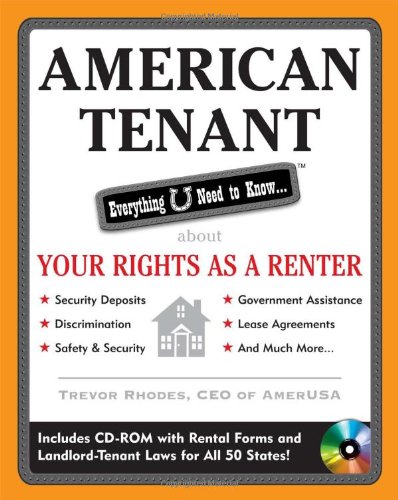 AMERICAN
TENANT
Everything U Need to Know...™
about
YOUR RIGHTS AS A RENTER
★ Security Deposits
★ Government Assistance
★ Discrimination
★ Lease Agreements
★ Safety & Security
★ And Much More...
TREVOR RHODES, CEO OF AMERUSA
Includes CD-ROM with Rental Forms and
Landlord-Tenant Laws for All 50 States!